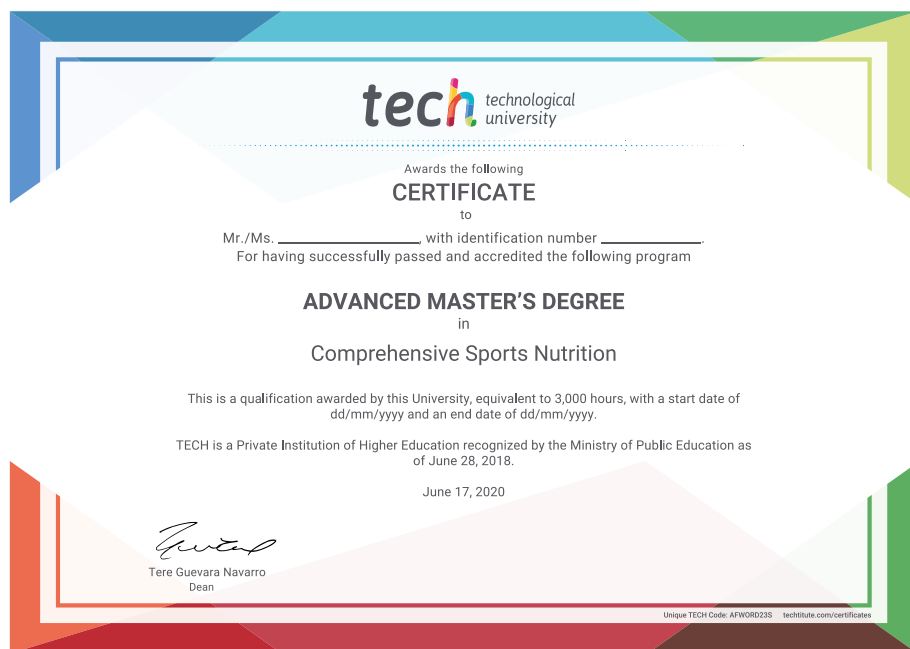 tech technological
university
Awards the following
CERTIFICATE
to
Mr./Ms. ____________________, with identification number ______________.
For having successfully passed and accredited the following program
ADVANCED MASTER'S DEGREE
in
Comprehensive Sports Nutrition
This is a qualification awarded by this University, equivalent to 3,000 hours, with a start date of
dd/mm/yyyy and an end date of dd/mm/yyyy.
TECH is a Private Institution of Higher Education recognized by the Ministry of Public Education as
of June 28, 2018.
June 17, 2020
Tere Guevara Navarro
Dean
Unique TECH Code: AFWORD23S techtitute.com/certificates